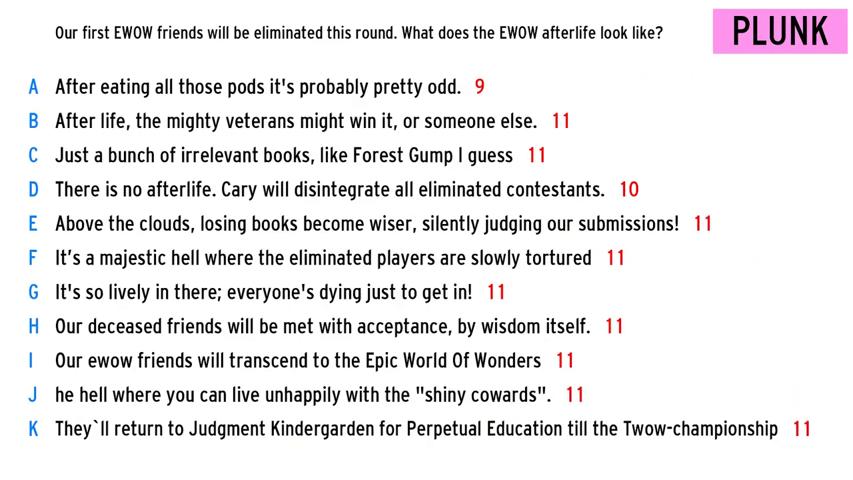 Our first EWOW friends will be eliminated this round. What does the EWOW afterlife look like?
PLUNK
A After eating all those pods it's probably pretty odd. 9
B After life, the mighty veterans might win it, or someone else. 11
C Just a bunch of irrelevant books, like Forest Gump I guess 11
D There is no afterlife. Cary will disintegrate all eliminated contestants. 10
E Above the clouds, losing books become wiser, silently judging our submissions! 11
F It’s a majestic hell where the eliminated players are slowly tortured 11
G It's so lively in there; everyone's dying just to get in! 11
H Our deceased friends will be met with acceptance, by wisdom itself. 11
I Our ewow friends will transcend to the Epic World Of Wonders 11
J he hell where you can live unhappily with the "shiny cowards". 11
K They`ll return to Judgment Kindergarden for Perpetual Education till the Twow-championship 11